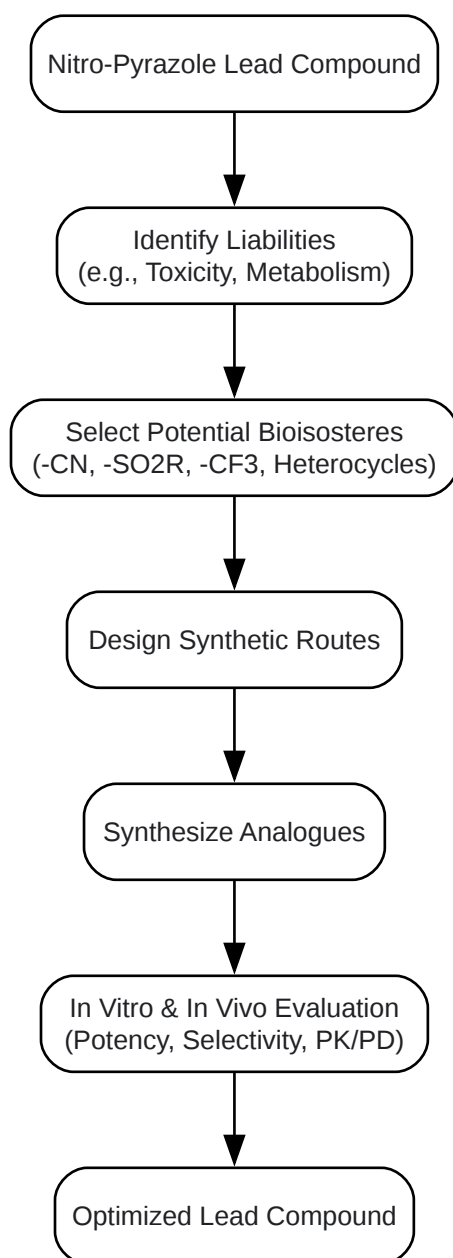 Nitro-Pyrazole Lead Compound
Identify Liabilities
(e.g., Toxicity, Metabolism)
Select Potential Bioisosteres
(-CN, -SO2R, -CF3, Heterocycles)
Design Synthetic Routes
Synthesize Analogues
In Vitro & In Vivo Evaluation
(Potency, Selectivity, PK/PD)
Optimized Lead Compound